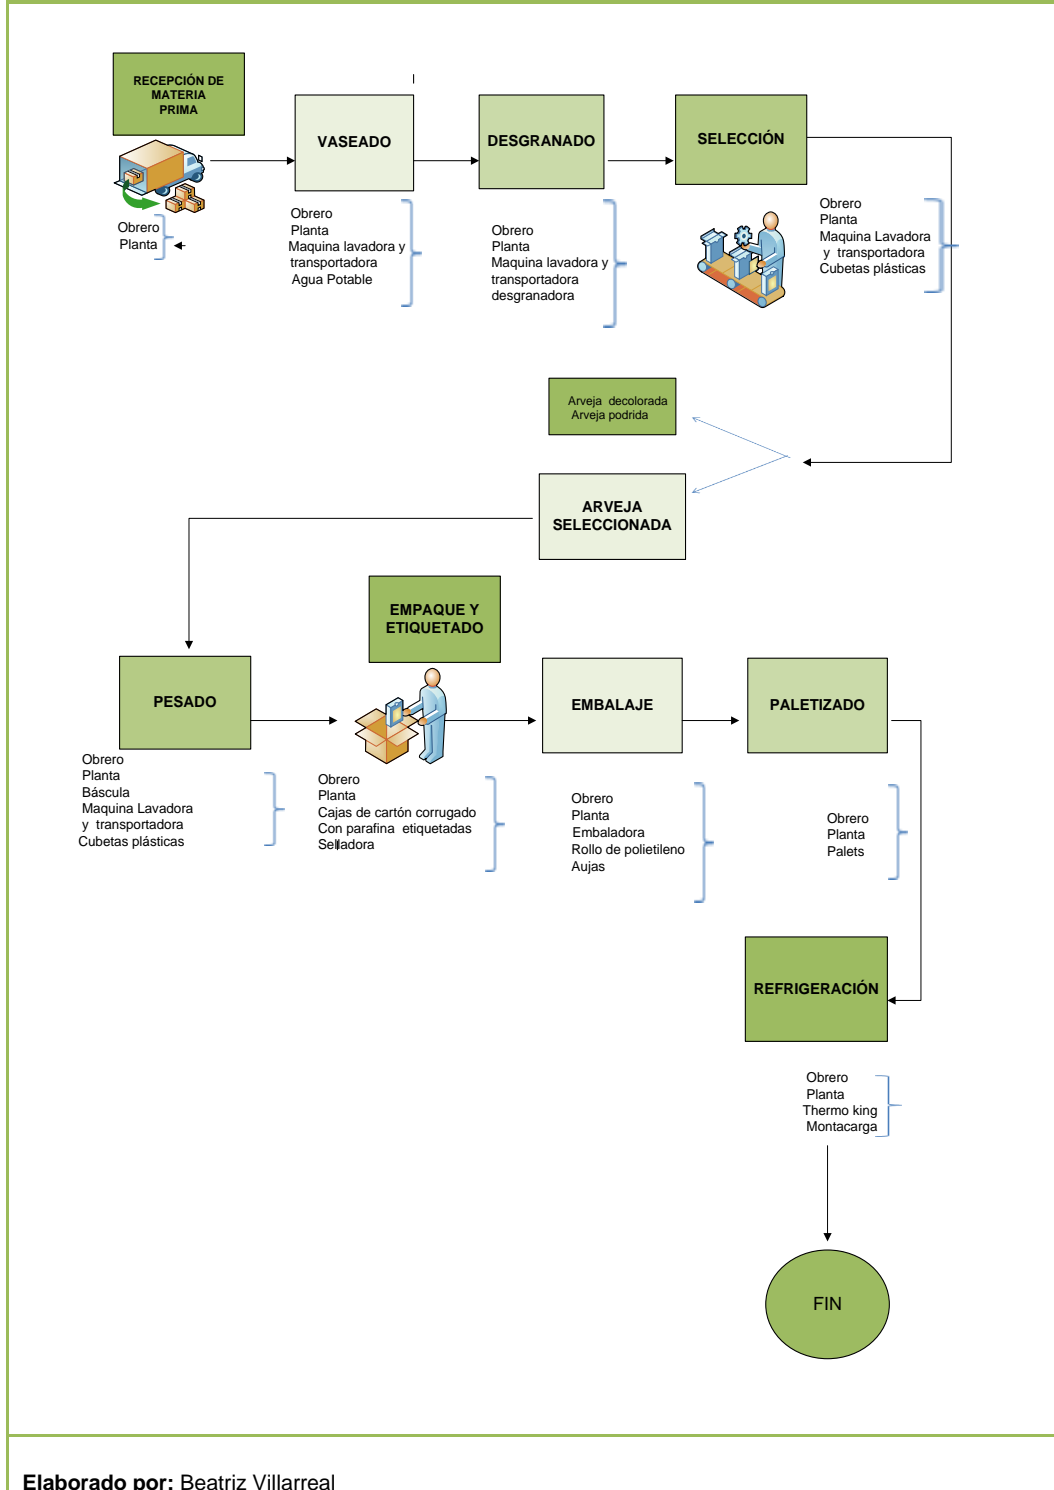 RECEPCIÓN DE
MATERIA
PRIMA
Obrero
Planta
VASEADO
Obrero
Planta
Maquina lavadora y
transportadora
Agua Potable
DESGRANADO
Obrero
Planta
Maquina lavadora y
transportadora
desgranadora
SELECCIÓN
Obrero
Planta
Maquina Lavadora
y transportadora
Cubetas plásticas
Arveja decolorada
Arveja podrida
ARVEJA
SELECCIONADA
PESADO
Obrero
Planta
Báscula
Maquina Lavadora
y transportadora
Cubetas plásticas
EMPAQUE Y
ETIQUETADO
Obrero
Planta
Cajas de cartón corrugado
Con parafina etiquetadas
Selladora
EMBALAJE
Obrero
Planta
Embaladora
Rollo de polietileno
Aujas
PALETIZADO
Obrero
Planta
Palets
REFRIGERACIÓN
Obrero
Planta
Thermo king
Montacarga
FIN
Elaborado por: Beatriz Villarreal